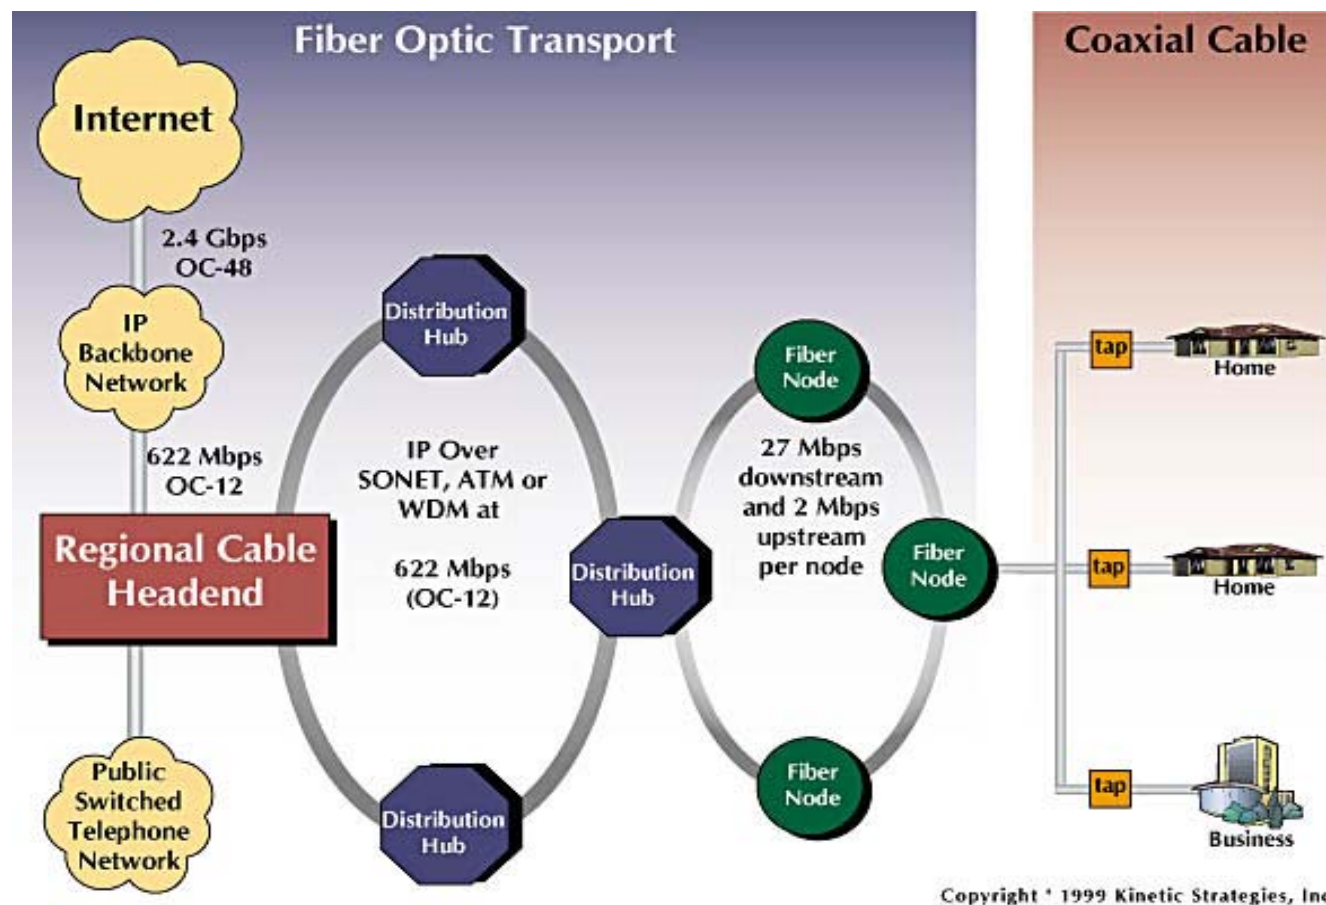 Fiber Optic Transport
Coaxial Cable
Internet
2.4 Gbps
OC-48
IP
Backbone
Network
622 Mbps
OC-12
Regional Cable
Headend
Public
Switched
Telephone
Network
Distribution
Hub
IP Over
SONET, ATM or
WDM at
622 Mbps
(OC-12)
Distribution
Hub
Distribution
Hub
Fiber
Node
27 Mbps
downstream
and 2 Mbps
upstream
per node
Fiber
Node
Fiber
Node
tap
Home
tap
Home
tap
Business
Copyright ' 1999 Kinetic Strategies, Inc